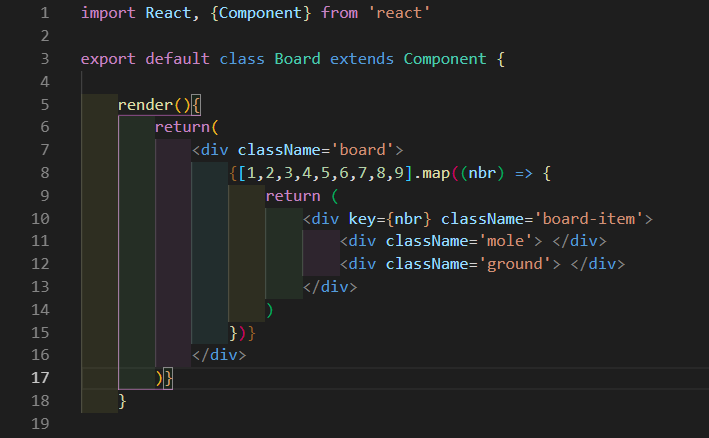 1 import React, {Component} from 'react'
2
3 export default class Board extends Component {
4
5     render(){
6         return(
7             <div className='board'>
8                 {[1,2,3,4,5,6,7,8,9].map((nbr) => {
9                     return (
10                         <div key={nbr} className='board-item'>
11                             <div className='mole'> </div>
12                             <div className='ground'> </div>
13                         </div>
14                     )
15                 })}
16             </div>
17         )}
18     }
19